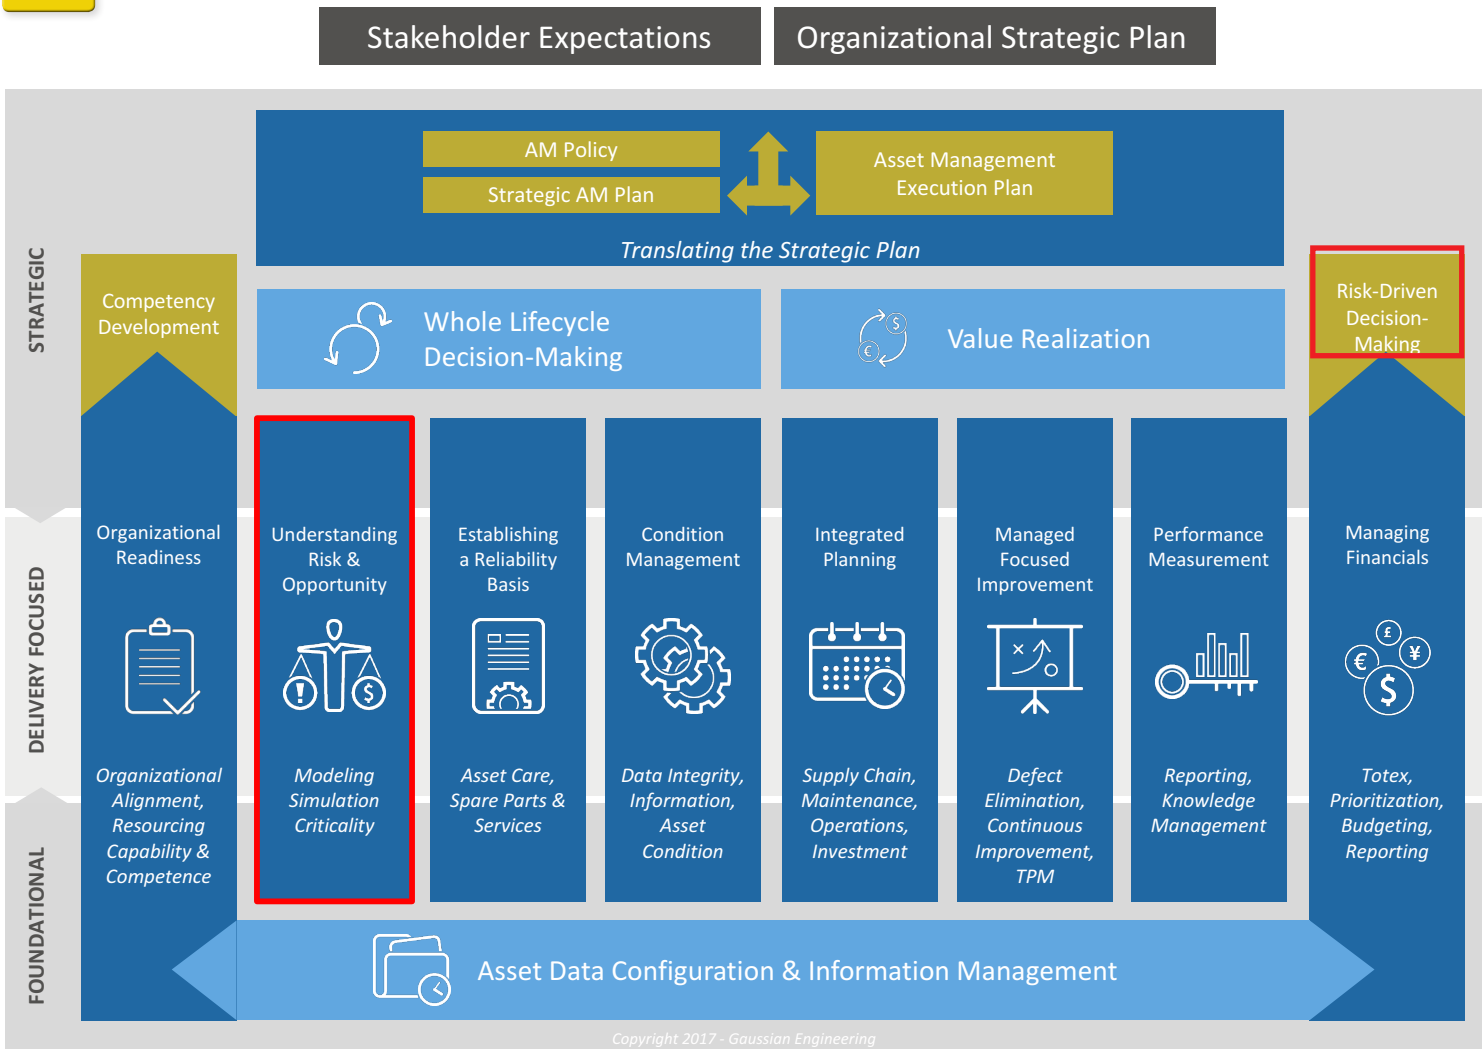 Stakeholder Expectations
Organizational Strategic Plan
AM Policy
Strategic AM Plan
Asset Management
Execution Plan
Translating the Strategic Plan
STRATEGIC
Competency
Development
Whole Lifecycle
Decision-Making
$
€
Value Realization
Risk-Driven
Decision-
Making
DELIVERY FOCUSED
Organizational
Readiness
Understanding
Risk &
Opportunity
Establishing
a Reliability
Basis
Condition
Management
Integrated
Planning
Managed
Focused
Improvement
Performance
Measurement
Managing
Financials
!
$
£
€
¥
$
Organizational
Alignment,
Resourcing
Capability &
Competence
Modeling
Simulation
Criticality
Asset Care,
Spare Parts &
Services
Data Integrity,
Information,
Asset
Condition
Supply Chain,
Maintenance,
Operations,
Investment
Defect
Elimination,
Continuous
Improvement,
TPM
Reporting,
Knowledge
Management
Totex,
Prioritization,
Budgeting,
Reporting
FOUNDATIONAL
Asset Data Configuration & Information Management
Copyright 2017 - Gaussian Engineering